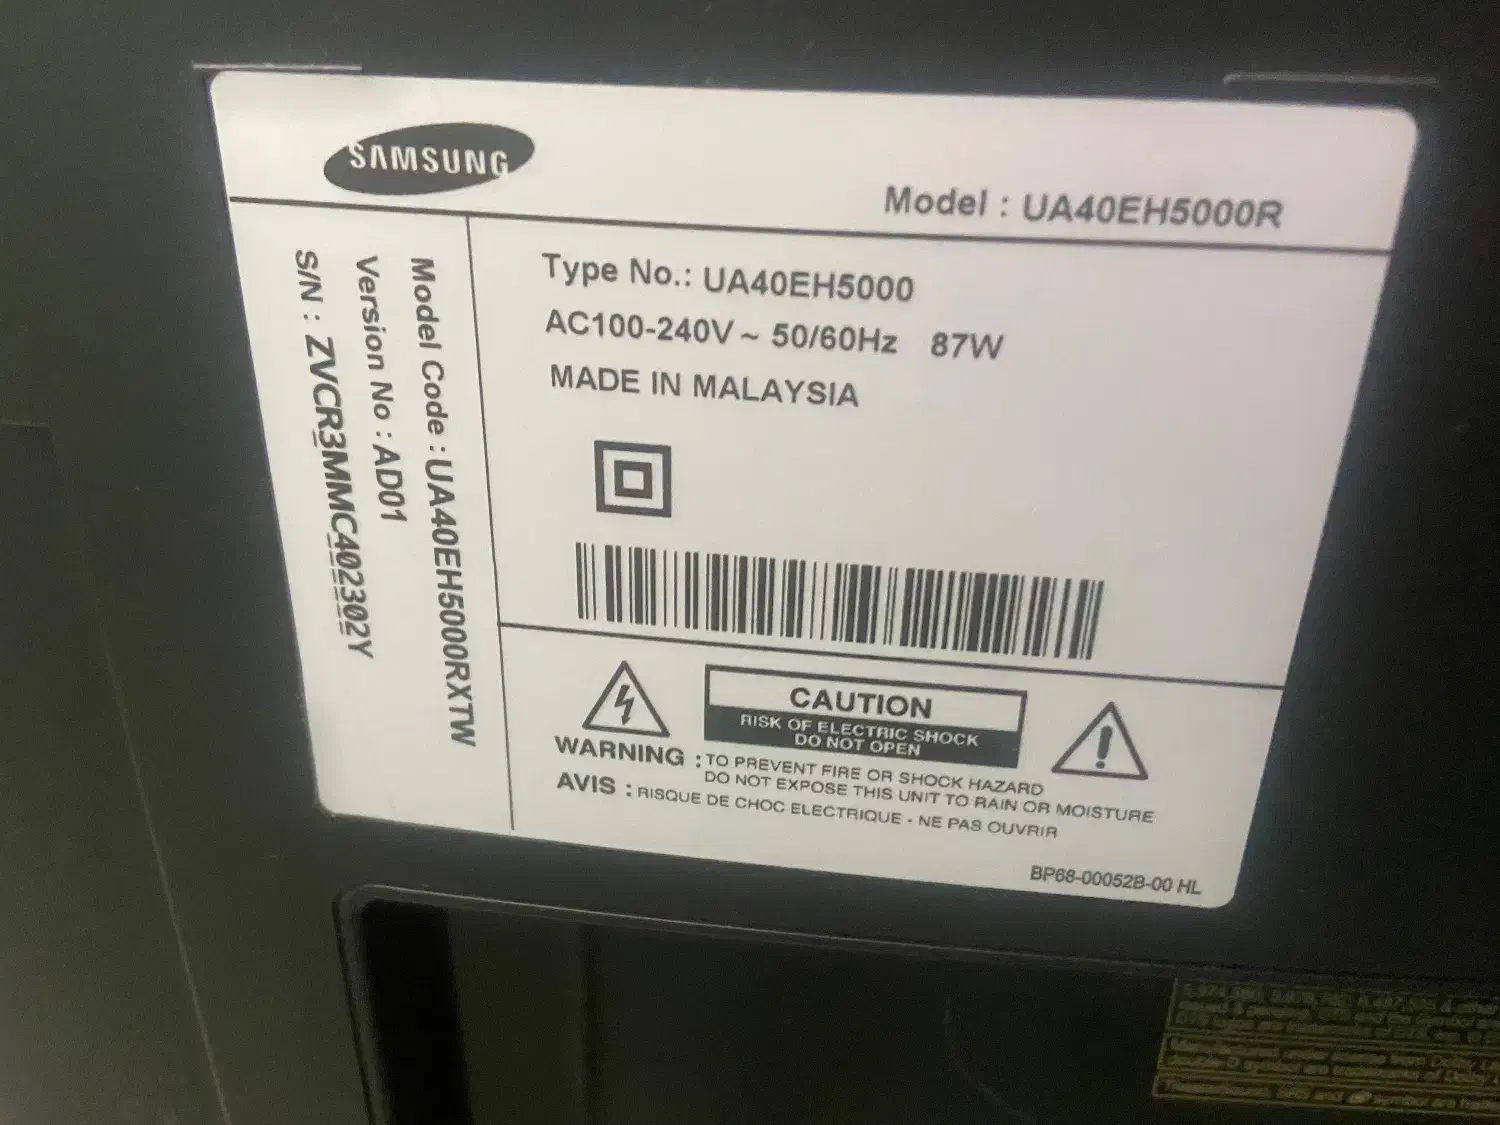 SAMSUNG
Model : UA40EH5000R
Model Code : UA40EH5000RXTW
Version No : AD01
S/N : ZVCR3MMC402302Y
Type No.: UA40EH5000
AC100-240V~ 50/60Hz 87W
MADE IN MALAYSIA
CAUTION
RISK OF ELECTRIC SHOCK
DO NOT OPEN
WARNING : TO PREVENT FIRE OR SHOCK HAZARD
DO NOT EXPOSE THIS UNIT TO RAIN OR MOISTURE
AVIS : RISQUE DE CHOC ELECTRIQUE - NE PAS OUVRIR
BP68-00052B-00 HL